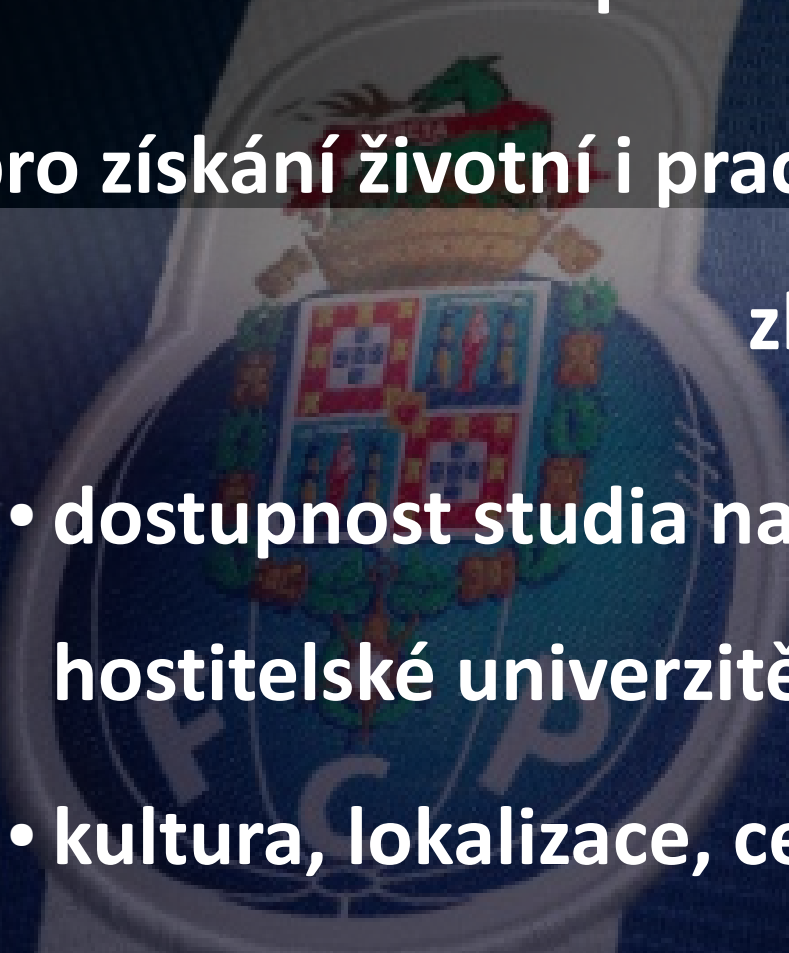 pro získání životní i prac
zk
• dostupnost studia na
hostitelské univerzitě
• kultura, lokalizace, ce
F C P